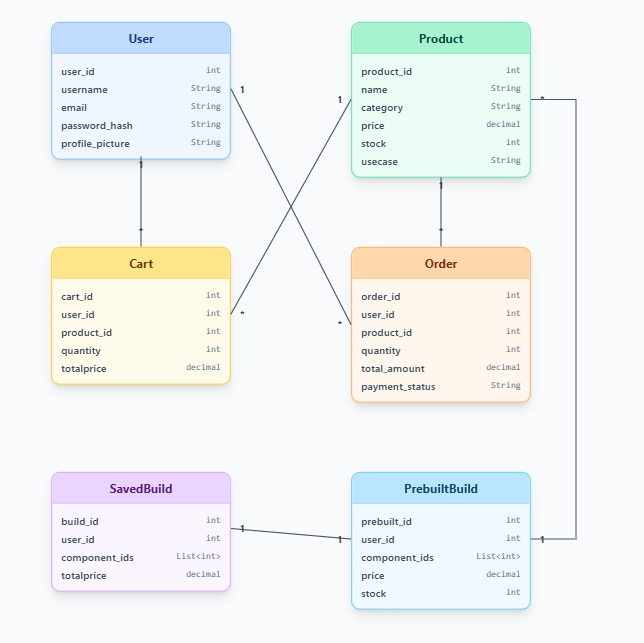 User
user_id int
username String
email String
password_hash String
profile_picture String
Product
product_id int
name String
category String
price decimal
stock int
usecase String
1
1
*
1
1
*
*
Cart
cart_id int
user_id int
product_id int
quantity int
totalprice decimal
Order
order_id int
user_id int
product_id int
quantity int
total_amount decimal
payment_status String
*
*
SavedBuild
build_id int
user_id int
component_ids List<int>
totalprice decimal
PrebuiltBuild
prebuilt_id int
user_id int
component_ids List<int>
price decimal
stock int
1
1
1